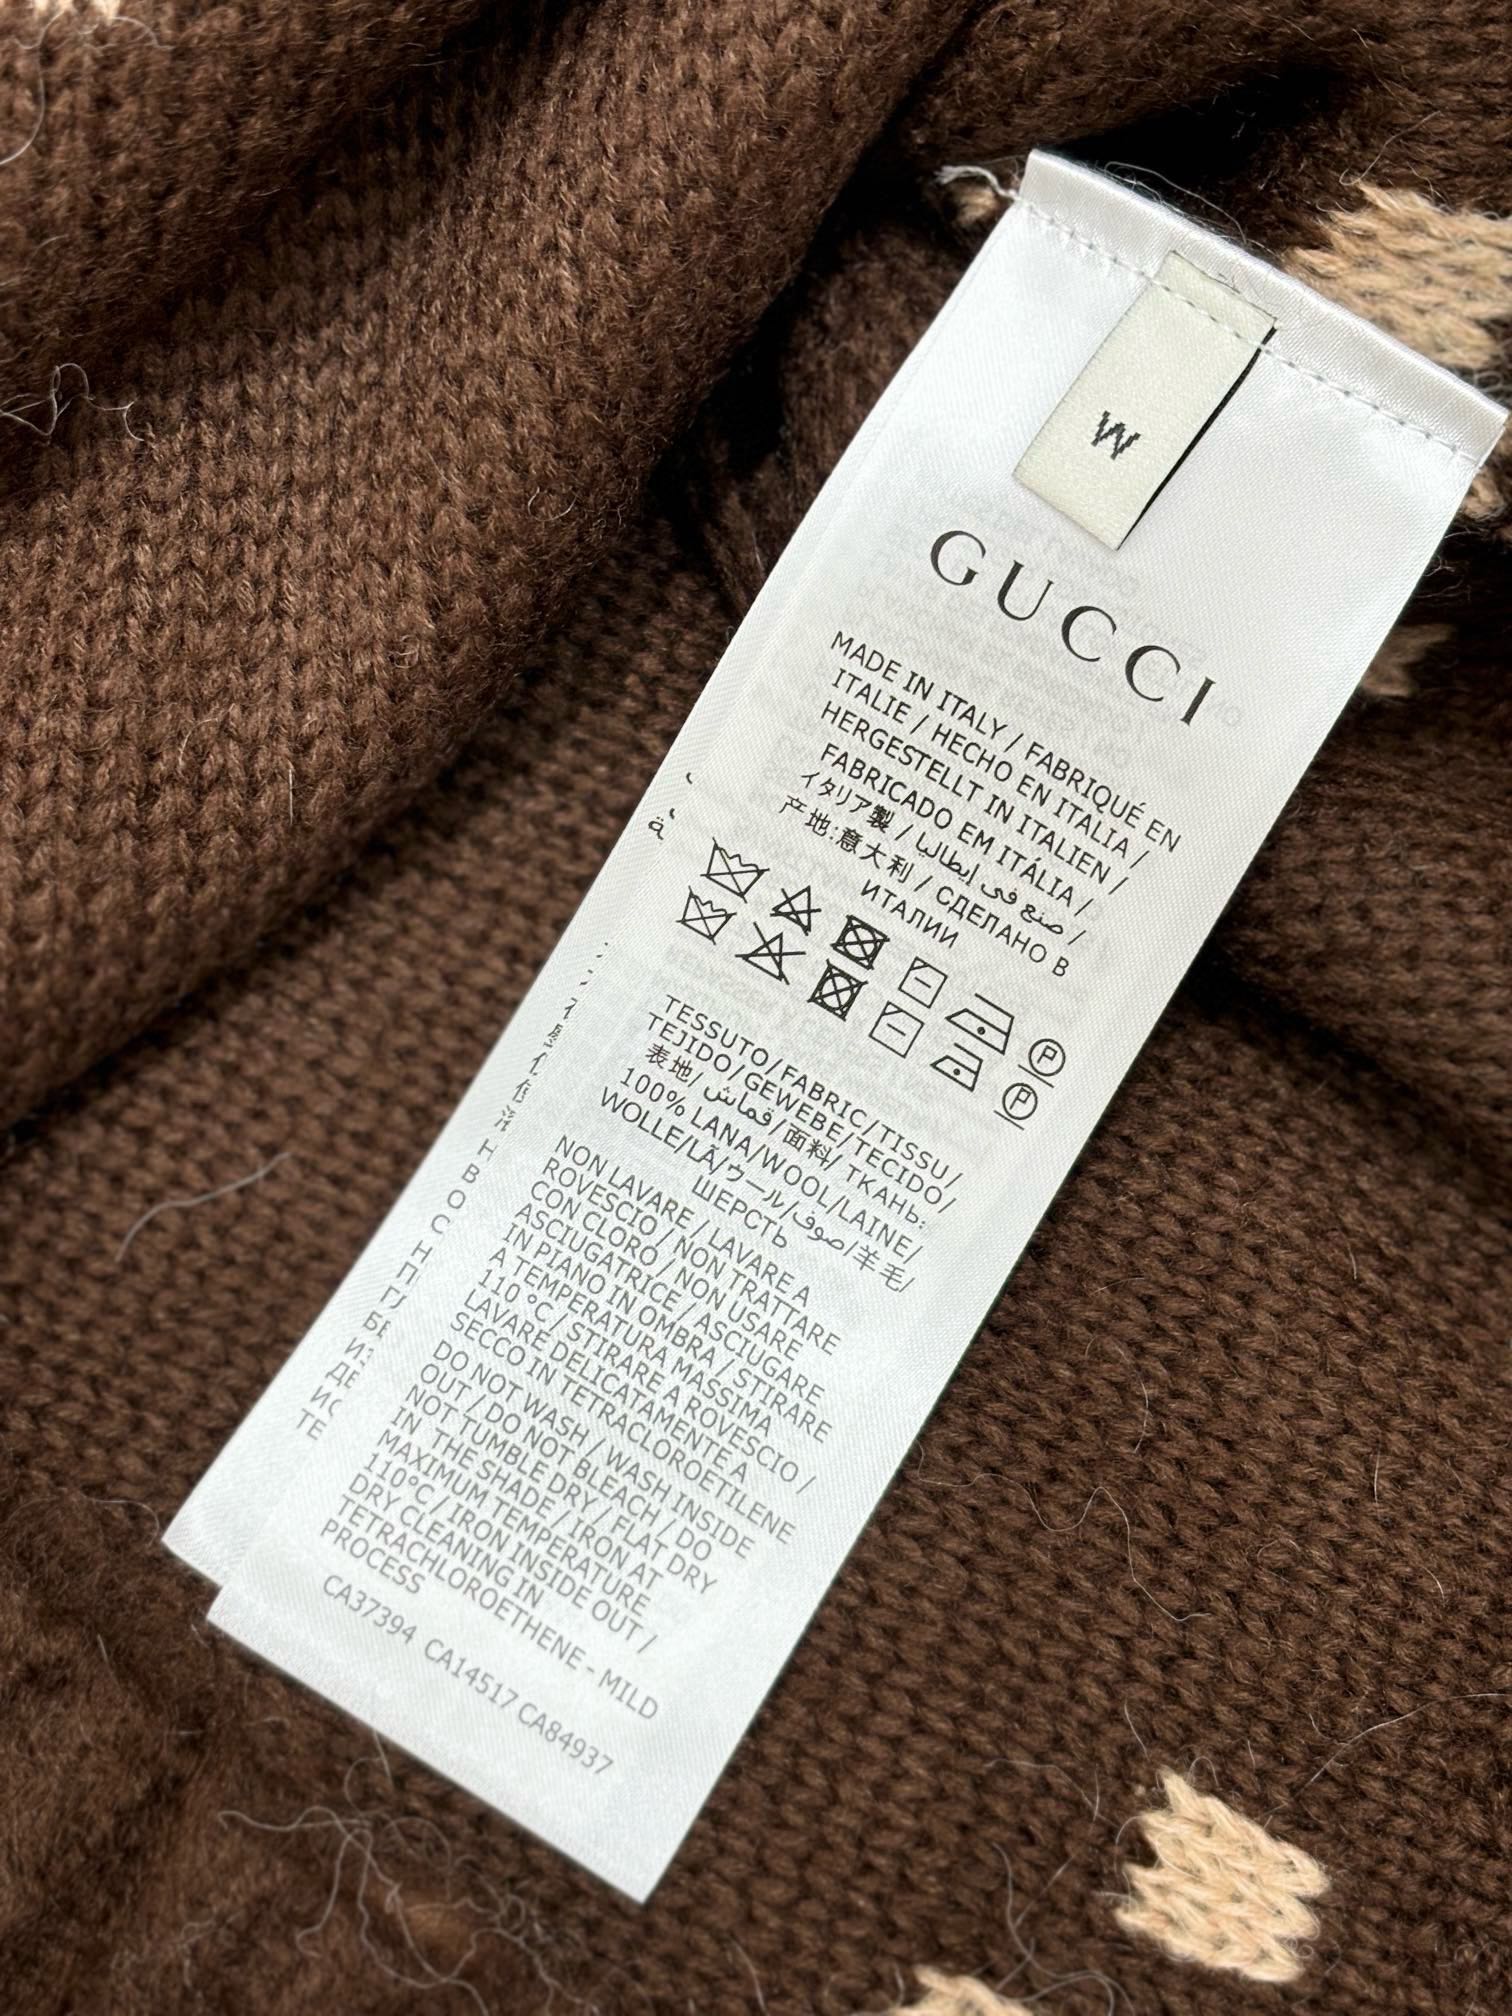 W
GUCCI
MADE IN ITALY / FABRIQUÉ EN
ITALIE / HECHO EN ITALIA /
HERGESTELLT IN ITALIEN /
FABRICADO EM ITÁLIA /
イタリア製 / صنع في إيطاليا /
产地:意大利 / СДЕЛАНО В
ИТАЛИИ
P
P
TESSUTO/FABRIC/TISSU/
TEJIDO/GEWEBE/TECIDO/
表地/قماش/面料/ ТКАНЬ:
100% LANA/WOOL/LAINE/
WOLLE/LÃ/ウール/صوف/羊毛/
ШЕРСТЬ
NON LAVARE / LAVARE A
ROVESCIO / NON TRATTARE
CON CLORO / NON USARE
ASCIUGATRICE / ASCIUGARE
IN PIANO IN OMBRA / STIRARE
A TEMPERATURA MASSIMA
110 °C / STIRARE A ROVESCIO /
LAVARE DELICATAMENTE A
SECCO IN TETRACLOROETILENE
DO NOT WASH / WASH INSIDE
OUT / DO NOT BLEACH / DO
NOT TUMBLE DRY / FLAT DRY
IN THE SHADE / IRON AT
MAXIMUM TEMPERATURE
110°C / IRON INSIDE OUT /
DRY CLEANING IN
TETRACHLOROETHENE - MILD
PROCESS
CA37394 CA14517 CA84937